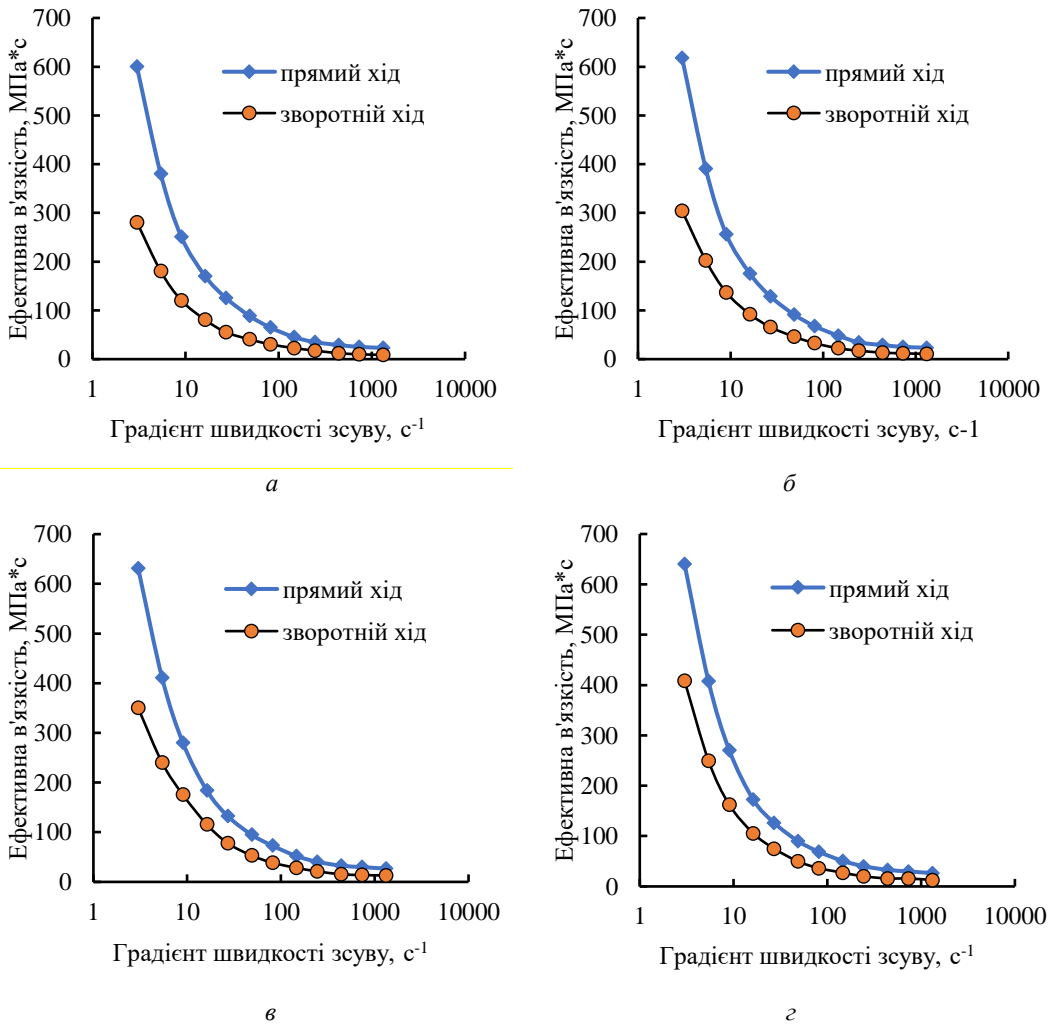 700
600
500
400
300
200
100
0
1 10 100 1000 10000
Ефективна в'язкість, МПа*с
прямий хід
зворотній хід
Градієнт швидкості зсуву, с-1
а
700
600
500
400
300
200
100
0
1 10 100 1000 10000
Ефективна в'язкість, МПа*с
прямий хід
зворотній хід
Градієнт швидкості зсуву, с-1
б
700
600
500
400
300
200
100
0
1 10 100 1000 10000
Ефективна в'язкість, МПа*с
прямий хід
зворотній хід
Градієнт швидкості зсуву, с-1
в
700
600
500
400
300
200
100
0
1 10 100 1000 10000
Ефективна в'язкість, МПа*с
прямий хід
зворотній хід
Градієнт швидкості зсуву, с-1
г